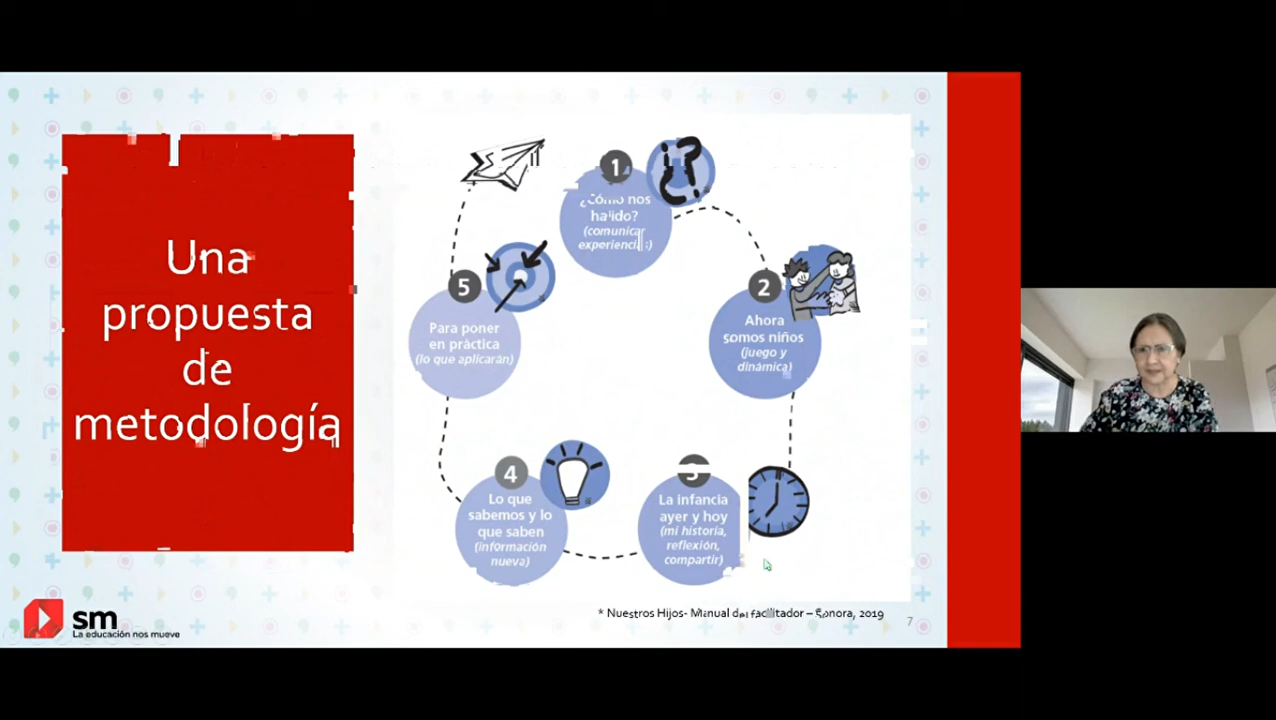 Una
propuesta
de
metodología
1
¿Cómo nos
ha ido?
(comunicar
experiencias)
2
Ahora
somos niños
(juego y
dinámica)
3
La infancia
ayer y hoy
(mi historia,
reflexión,
compartir)
4
Lo que
sabemos y lo
que saben
(información
nueva)
5
Para poner
en pràctica
(lo que aplicarán)
¿?
* Nuestros Hijos- Manual del facilitador – Sonora, 2019
7
sm
La educación nos mueve